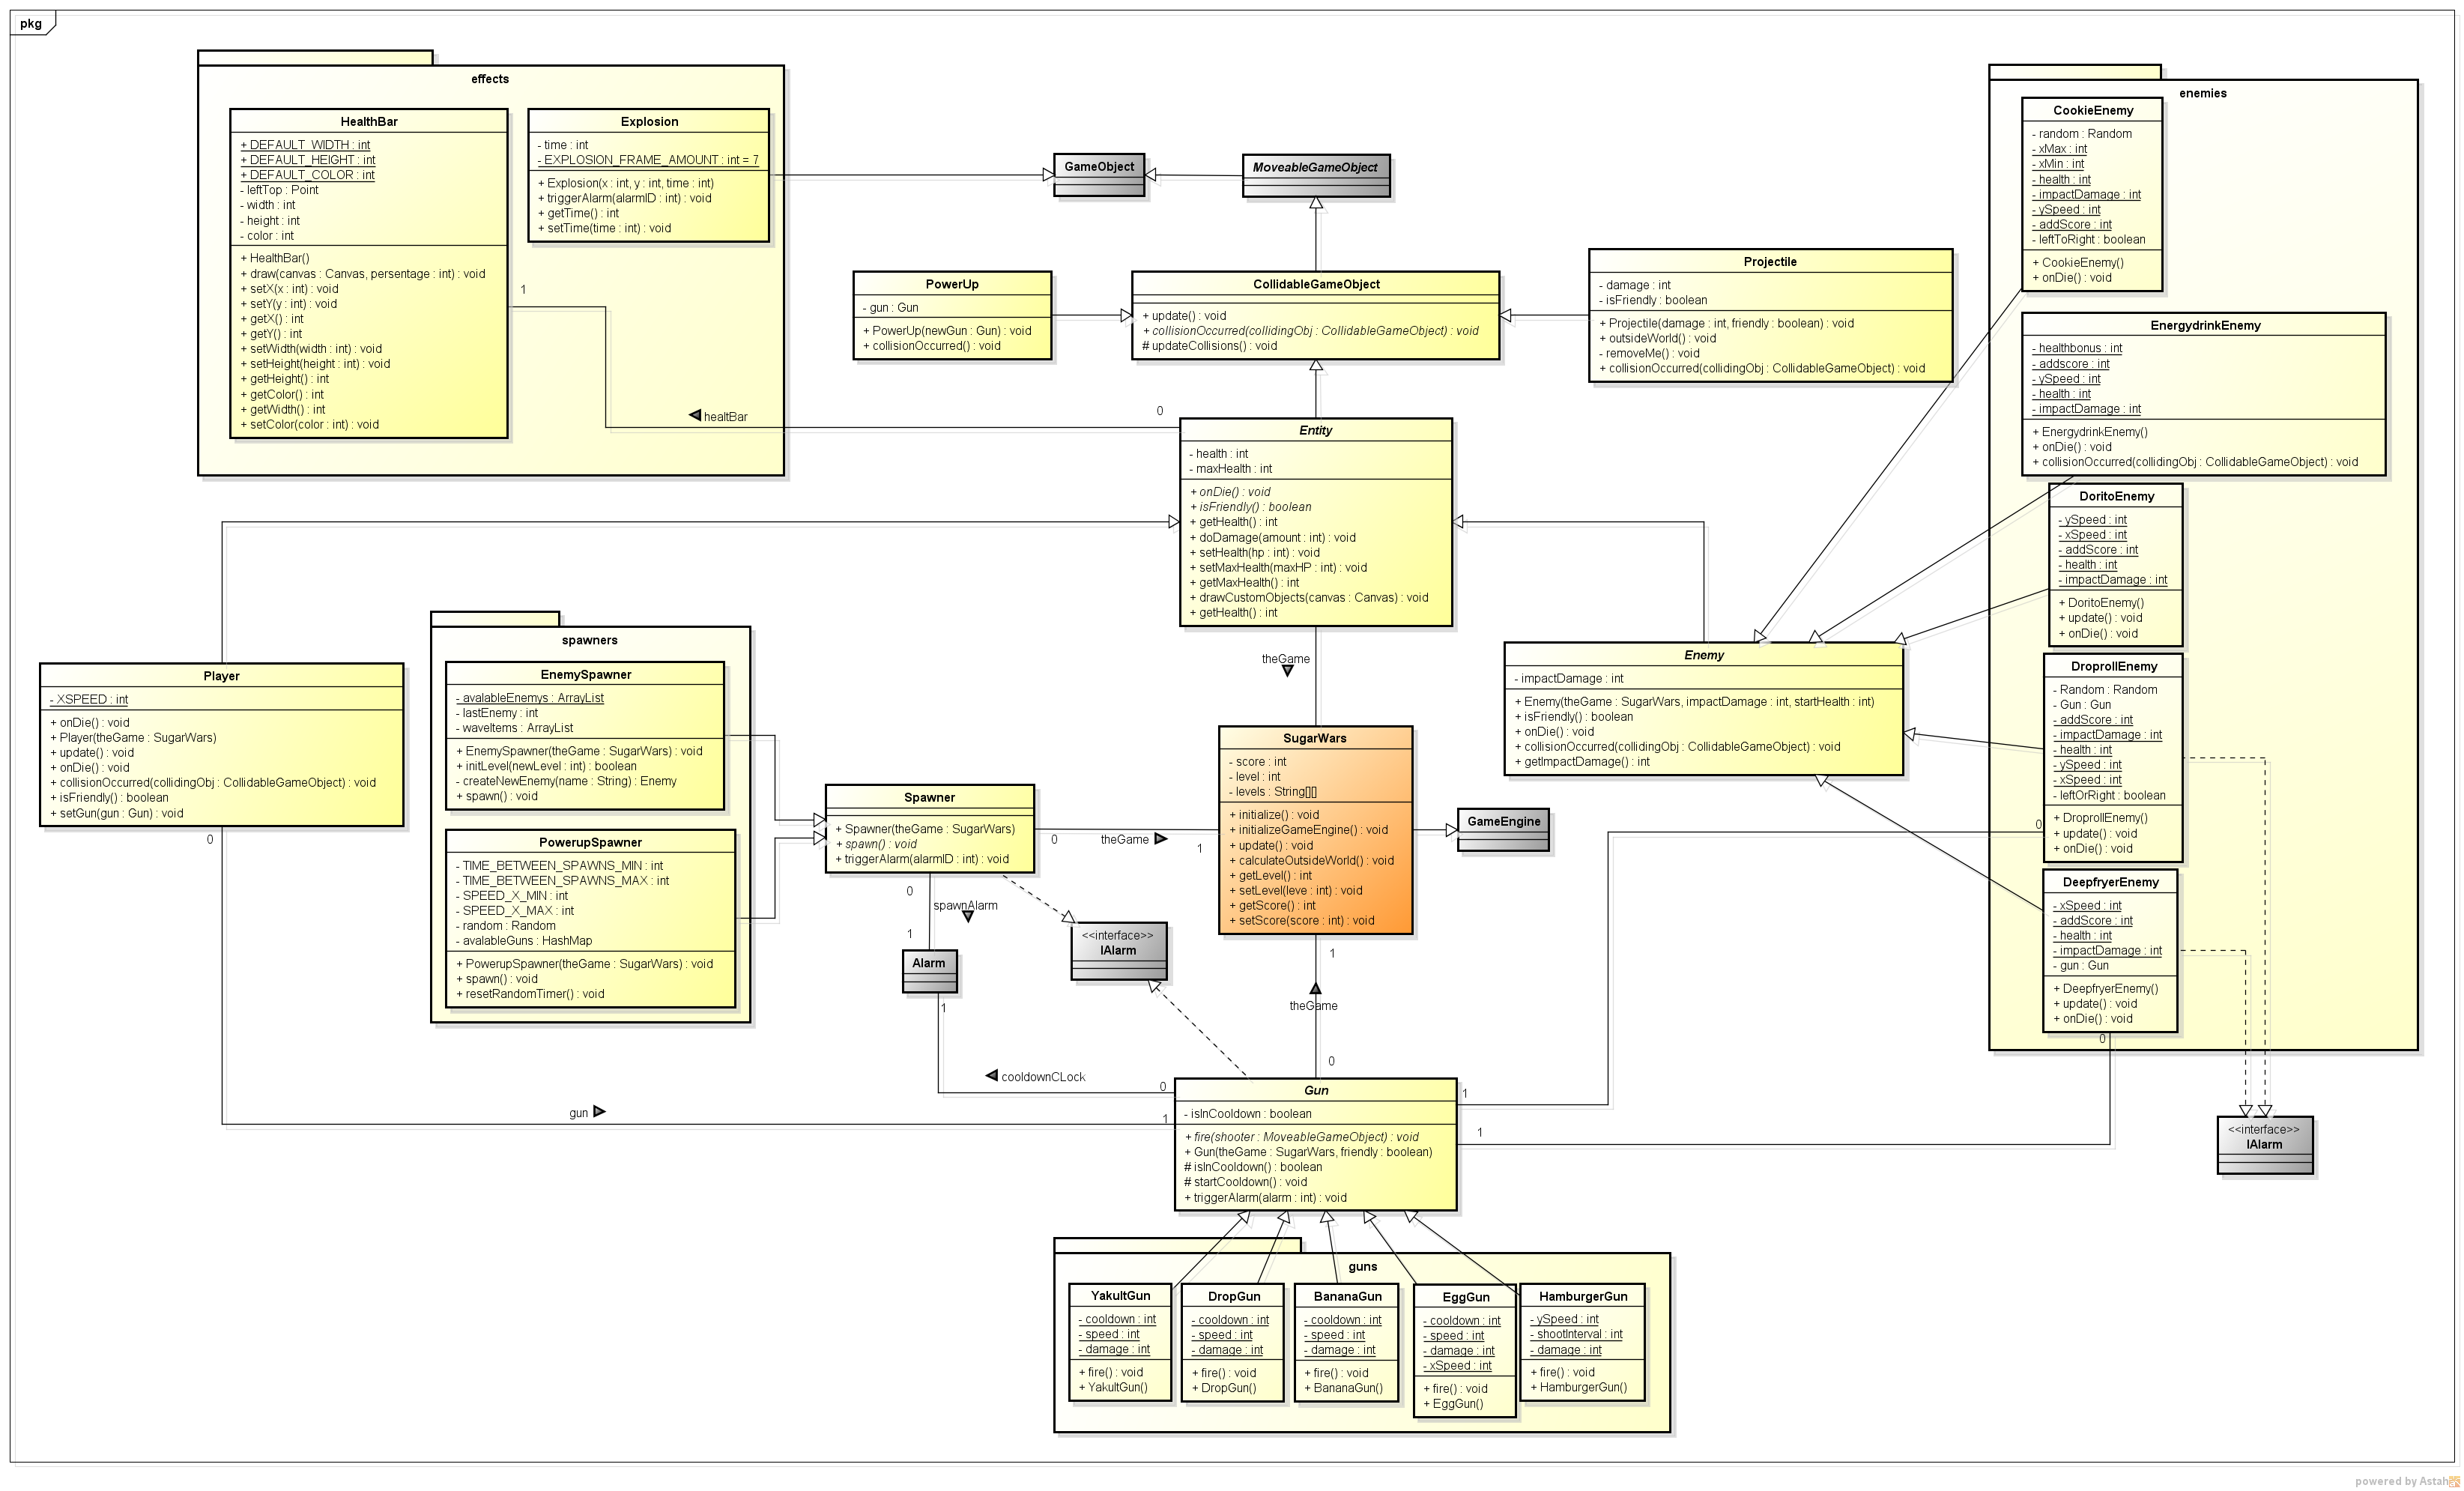 pkg
effects
HealthBar
+ DEFAULT_WIDTH : int
+ DEFAULT_HEIGHT : int
+ DEFAULT_COLOR : int
- leftTop : Point
- width : int
- height : int
- color : int
+ HealthBar()
+ draw(canvas : Canvas, persentage : int) : void
+ setX(x : int) : void
+ setY(y : int) : void
+ getX() : int
+ getY() : int
+ setWidth(width : int) : void
+ setHeight(height : int) : void
+ getHeight() : int
+ getColor() : int
+ getWidth() : int
+ setColor(color : int) : void
Explosion
- time : int
- EXPLOSION_FRAME_AMOUNT : int = 7
+ Explosion(x : int, y : int, time : int)
+ triggerAlarm(alarmID : int) : void
+ getTime() : int
+ setTime(time : int) : void
1
healtBar
0
GameObject
MoveableGameObject
PowerUp
- gun : Gun
+ PowerUp(newGun : Gun) : void
+ collisionOccurred() : void
CollidableGameObject
+ update() : void
+ collisionOccurred(collidingObj : CollidableGameObject) : void
# updateCollisions() : void
Projectile
- damage : int
- isFriendly : boolean
+ Projectile(damage : int, friendly : boolean) : void
+ outsideWorld() : void
- removeMe() : void
+ collisionOccurred(collidingObj : CollidableGameObject) : void
enemies
CookieEnemy
- random : Random
- xMax : int
- xMin : int
- health : int
- impactDamage : int
- ySpeed : int
- addScore : int
- leftToRight : boolean
+ CookieEnemy()
+ onDie() : void
EnergydrinkEnemy
- healthbonus : int
- addscore : int
- ySpeed : int
- health : int
- impactDamage : int
+ EnergydrinkEnemy()
+ onDie() : void
+ collisionOccurred(collidingObj : CollidableGameObject) : void
DoritoEnemy
- ySpeed : int
- xSpeed : int
- addScore : int
- health : int
- impactDamage : int
+ DoritoEnemy()
+ update() : void
+ onDie() : void
DroprollEnemy
- Random : Random
- Gun : Gun
- addScore : int
- impactDamage : int
- health : int
- ySpeed : int
- xSpeed : int
- leftOrRight : boolean
+ DroprollEnemy()
+ update() : void
+ onDie() : void
0
DeepfryerEnemy
- xSpeed : int
- addScore : int
- health : int
- impactDamage : int
- gun : Gun
+ DeepfryerEnemy()
+ update() : void
+ onDie() : void
0
Entity
- health : int
- maxHealth : int
+ onDie() : void
+ isFriendly() : boolean
+ getHealth() : int
+ doDamage(amount : int) : void
+ setHealth(hp : int) : void
+ setMaxHealth(maxHP : int) : void
+ getMaxHealth() : int
+ drawCustomObjects(canvas : Canvas) : void
+ getHealth() : int
theGame
Enemy
- impactDamage : int
+ Enemy(theGame : SugarWars, impactDamage : int, startHealth : int)
+ isFriendly() : boolean
+ onDie() : void
+ collisionOccurred(collidingObj : CollidableGameObject) : void
+ getImpactDamage() : int
Player
- XSPEED : int
+ onDie() : void
+ Player(theGame : SugarWars)
+ update() : void
+ onDie() : void
+ collisionOccurred(collidingObj : CollidableGameObject) : void
+ isFriendly() : boolean
+ setGun(gun : Gun) : void
0
spawners
EnemySpawner
- avalableEnemys : ArrayList
- lastEnemy : int
- waveItems : ArrayList
+ EnemySpawner(theGame : SugarWars) : void
+ initLevel(newLevel : int) : boolean
- createNewEnemy(name : String) : Enemy
+ spawn() : void
PowerupSpawner
- TIME_BETWEEN_SPAWNS_MIN : int
- TIME_BETWEEN_SPAWNS_MAX : int
- SPEED_X_MIN : int
- SPEED_X_MAX : int
- random : Random
- avalableGuns : HashMap
+ PowerupSpawner(theGame : SugarWars) : void
+ spawn() : void
+ resetRandomTimer() : void
Spawner
+ Spawner(theGame : SugarWars)
+ spawn() : void
+ triggerAlarm(alarmID : int) : void
0
theGame
1
SugarWars
- score : int
- level : int
- levels : String[][]
+ initialize() : void
+ initializeGameEngine() : void
+ update() : void
+ calculateOutsideWorld() : void
+ getLevel() : int
+ setLevel(leve : int) : void
+ getScore() : int
+ setScore(score : int) : void
GameEngine
0
spawnAlarm
1
Alarm
1
<<interface>>
IAlarm
1
theGame
0
cooldownCLock
0
gun
1
Gun
- isInCooldown : boolean
+ fire(shooter : MoveableGameObject) : void
+ Gun(theGame : SugarWars, friendly : boolean)
# isInCooldown() : boolean
# startCooldown() : void
+ triggerAlarm(alarm : int) : void
1
1
<<interface>>
IAlarm
guns
YakultGun
- cooldown : int
- speed : int
- damage : int
+ fire() : void
+ YakultGun()
DropGun
- cooldown : int
- speed : int
- damage : int
+ fire() : void
+ DropGun()
BananaGun
- cooldown : int
- speed : int
- damage : int
+ fire() : void
+ BananaGun()
EggGun
- cooldown : int
- speed : int
- damage : int
- xSpeed : int
+ fire() : void
+ EggGun()
HamburgerGun
- ySpeed : int
- shootInterval : int
- damage : int
+ fire() : void
+ HamburgerGun()
powered by Astah